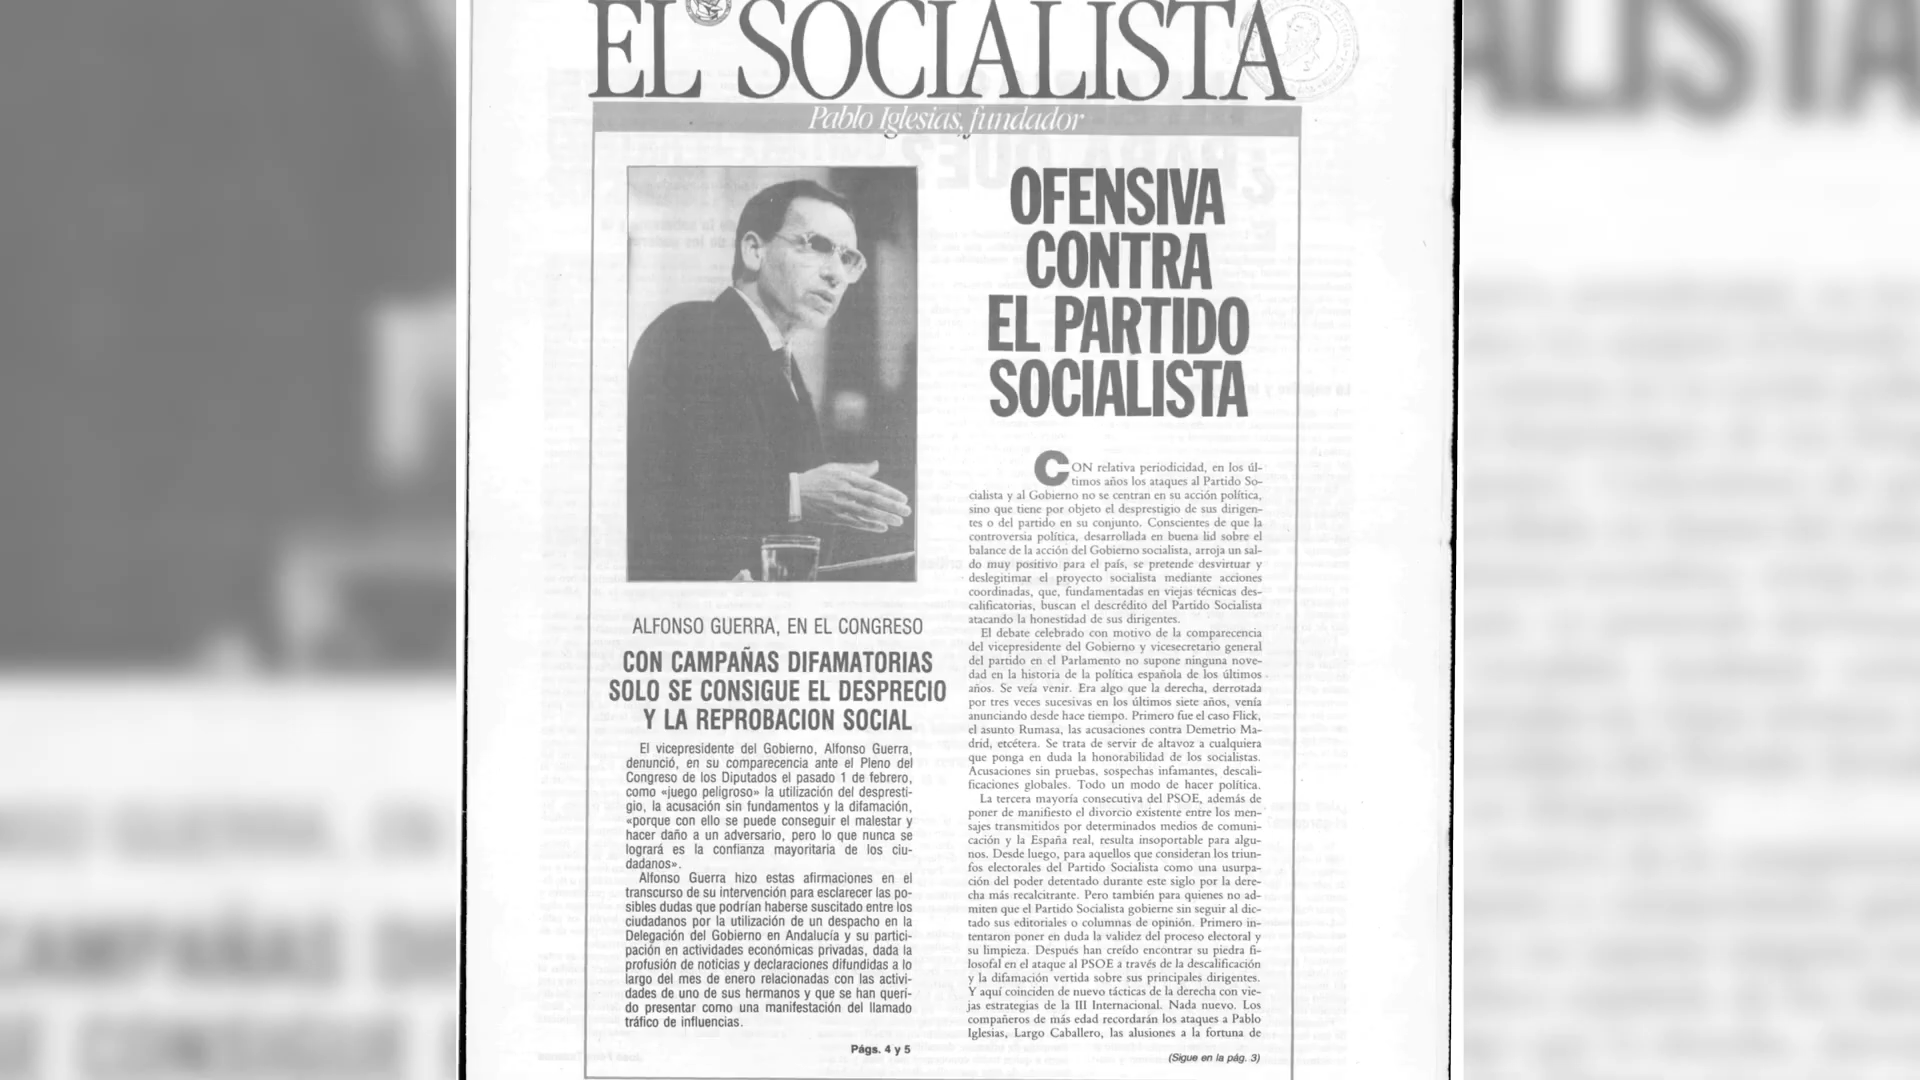 EL SOCIALISTA
Pablo Iglesias, fundador
OFENSIVA
CONTRA
EL PARTIDO
SOCIALISTA
ALFONSO GUERRA, EN EL CONGRESO
CON CAMPAÑAS DIFAMATORIAS
SOLO SE CONSIGUE EL DESPRECIO
Y LA REPROBACION SOCIAL
El vicepresidente del Gobierno, Alfonso Guerra,
denunció, en su comparecencia ante el Pleno del
Congreso de los Diputados el pasado 1 de febrero,
como «juego peligroso» la utilización del despresti-
gio, la acusación sin fundamentos y la difamación,
«porque con ello se puede conseguir el malestar y
hacer daño a un adversario, pero lo que nunca se
logrará es la confianza mayoritaria de los ciu-
dadanos».
Alfonso Guerra hizo estas afirmaciones en el
transcurso de su intervención para esclarecer las po-
sibles dudas que podrían haberse suscitado entre los
ciudadanos por la utilización de un despacho en la
Delegación del Gobierno en Andalucía y su partici-
pación en actividades económicas privadas, dada la
profusión de noticias y declaraciones difundidas a lo
largo del mes de enero relacionadas con las activi-
dades de uno de sus hermanos y que se han queri-
do presentar como una manifestación del llamado
tráfico de influencias.
Págs. 4 y 5
CON relativa periodicidad, en los úl-
timos años los ataques al Partido So-
cialista y al Gobierno no se centran en su acción política,
sino que tiene por objeto el desprestigio de sus dirigen-
tes o del partido en su conjunto. Conscientes de que la
controversia política, desarrollada en buena lid sobre el
balance de la acción del Gobierno socialista, arroja un sal-
do muy positivo para el país, se pretende desvirtuar y
deslegitimar el proyecto socialista mediante acciones
coordinadas, que, fundamentadas en viejas técnicas des-
calificatorias, buscan el descrédito del Partido Socialista
atacando la honestidad de sus dirigentes.
El debate celebrado con motivo de la comparecencia
del vicepresidente del Gobierno y vicesecretario general
del partido en el Parlamento no supone ninguna nove-
dad en la historia de la política española de los últimos
años. Se veía venir. Era algo que la derecha, derrotada
por tres veces sucesivas en los últimos siete años, venía
anunciando desde hace tiempo. Primero fue el caso Flick,
el asunto Rumasa, las acusaciones contra Demetrio Ma-
drid, etcétera. Se trata de servir de altavoz a cualquiera
que ponga en duda la honorabilidad de los socialistas.
Acusaciones sin pruebas, sospechas infamantes, descali-
ficaciones globales. Todo un modo de hacer política.
La tercera mayoría consecutiva del PSOE, además de
poner de manifiesto el divorcio existente entre los men-
sajes transmitidos por determinados medios de comuni-
cación y la España real, resulta insoportable para algu-
nos. Desde luego, para aquellos que consideran los triun-
fos electorales del Partido Socialista como una usurpa-
ción del poder detentado durante este siglo por la dere-
cha más recalcitrante. Pero también para quienes no ad-
miten que el Partido Socialista gobierne sin seguir al dic-
tado sus editoriales o columnas de opinión. Primero in-
tentaron poner en duda la validez del proceso electoral y
su limpieza. Después han creído encontrar su piedra fi-
losofal en el ataque al PSOE a través de la descalificación
y la difamación vertida sobre sus principales dirigentes.
Y aquí coinciden de nuevo tácticas de la derecha con vie-
jas estrategias de la III Internacional. Nada nuevo. Los
compañeros de más edad recordarán los ataques a Pablo
Iglesias, Largo Caballero, las alusiones a la fortuna de
(Sigue en la pág. 3)